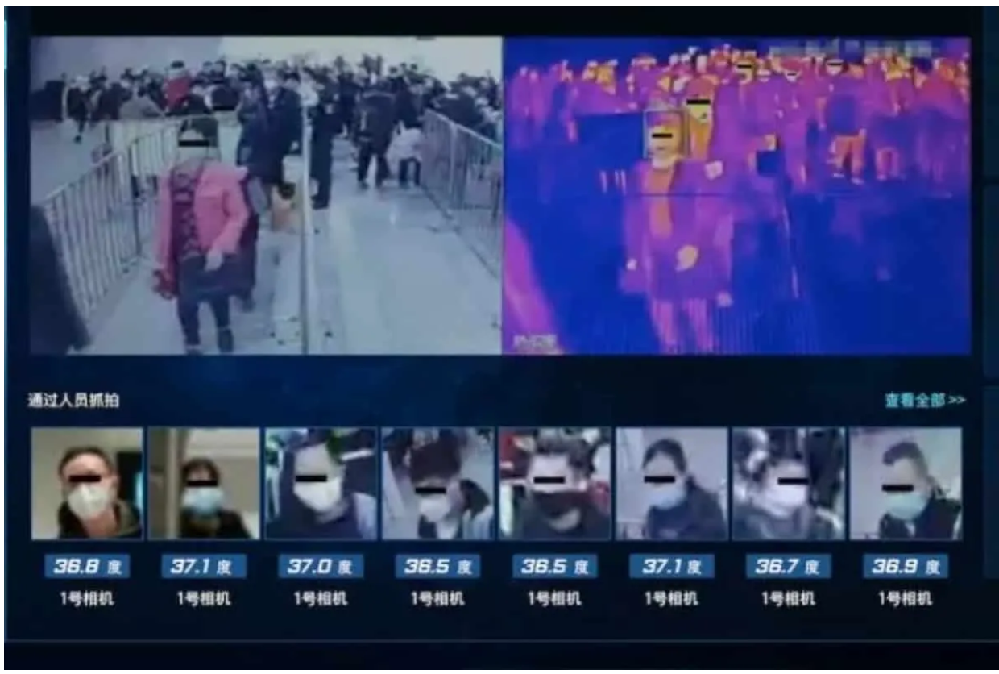 热成像
通过人员抓拍
查看全部 >>
36.8 度
37.1 度
37.0 度
36.5 度
36.5 度
37.1 度
36.7 度
36.9 度
1号相机
1号相机
1号相机
1号相机
1号相机
1号相机
1号相机
1号相机